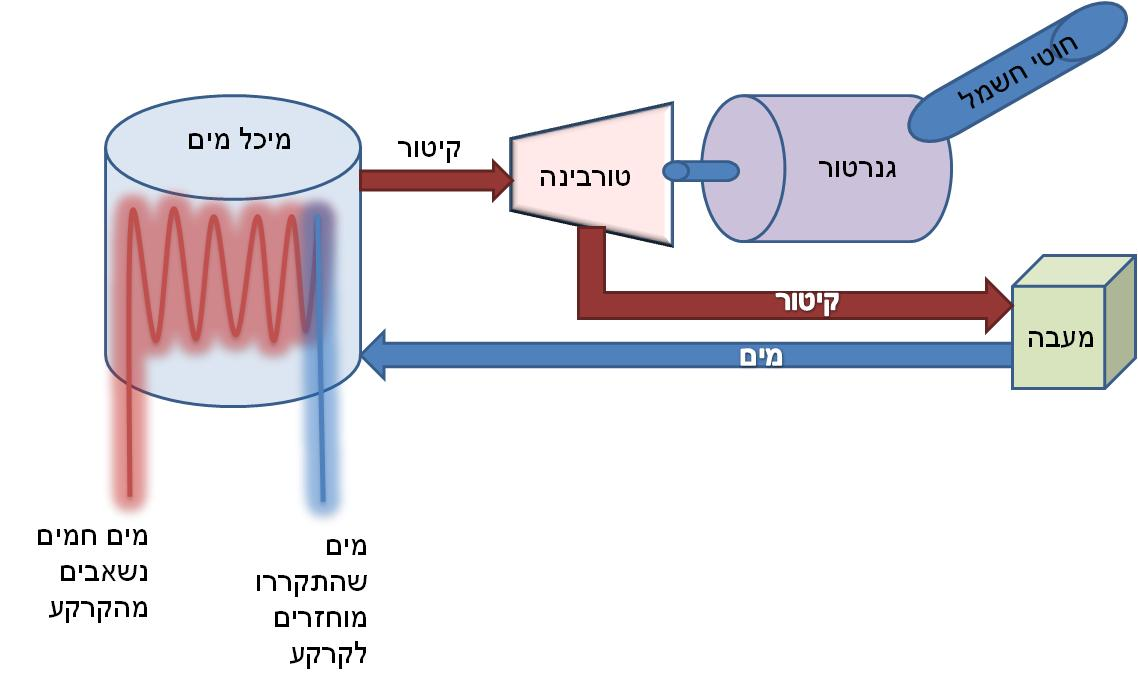 חוטי חשמל
מיכל מים
קיטור
טורבינה
גנרטור
קיטור
מעבה
מים
מים חמים
נשאבים
מהקרקע
מים
שהתקררו
מוחזרים
לקרקע